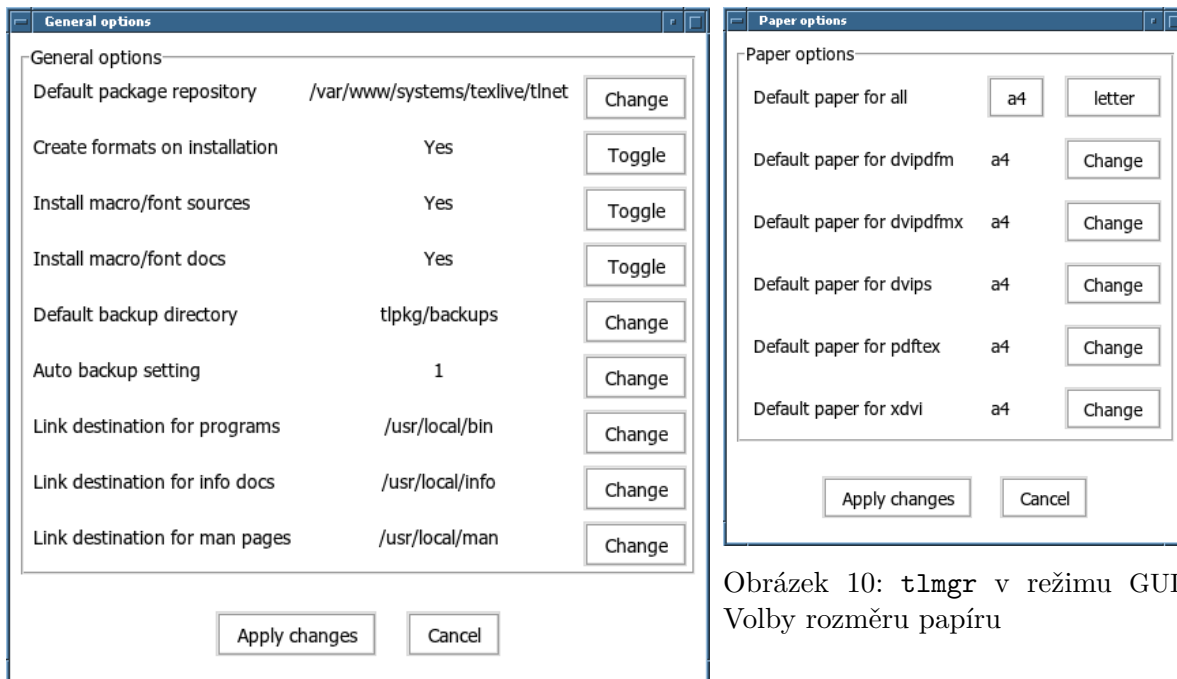 General options
General options
Default package repository /var/www/systems/texlive/tlnet Change
Create formats on installation Yes Toggle
Install macro/font sources Yes Toggle
Install macro/font docs Yes Toggle
Default backup directory tlpkg/backups Change
Auto backup setting 1 Change
Link destination for programs /usr/local/bin Change
Link destination for info docs /usr/local/info Change
Link destination for man pages /usr/local/man Change
Apply changes Cancel
Paper options
Paper options
Default paper for all a4 letter
Default paper for dvipdfm a4 Change
Default paper for dvipdfmx a4 Change
Default paper for dvips a4 Change
Default paper for pdftex a4 Change
Default paper for xdvi a4 Change
Apply changes Cancel
Obrázek 10: tlmgr v režimu GUI
Volby rozměru papíru